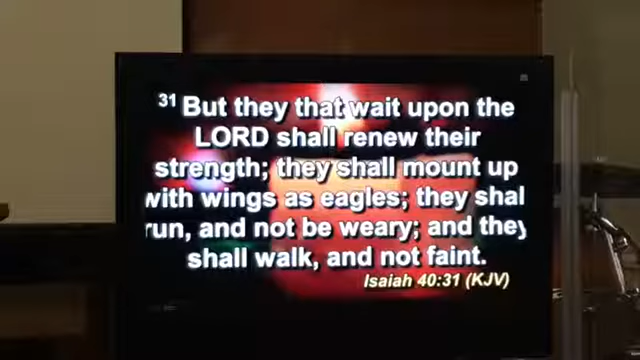 31 But they that wait upon the
LORD shall renew their
strength; they shall mount up
with wings as eagles; they shal
run, and not be weary; and they
shall walk, and not faint.
Isaiah 40:31 (KJV)